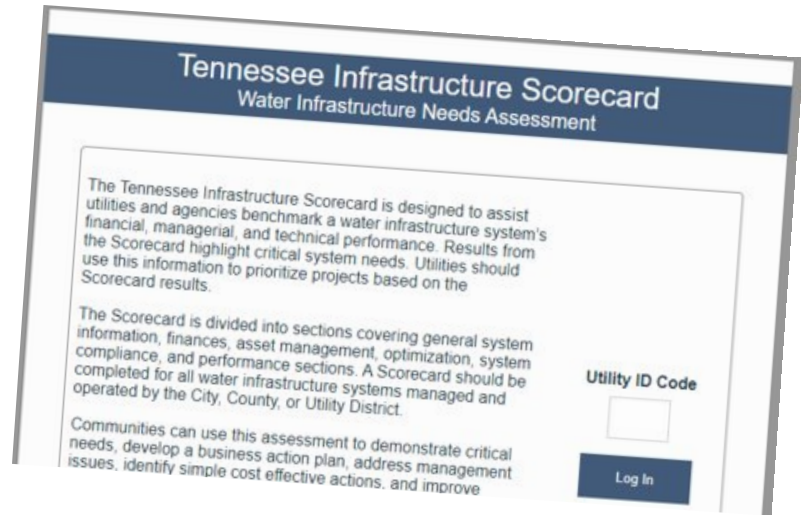 Tennessee Infrastructure Scorecard
Water Infrastructure Needs Assessment
The Tennessee Infrastructure Scorecard is designed to assist
utilities and agencies benchmark a water infrastructure system's
financial, managerial, and technical performance. Results from
the Scorecard highlight critical system needs. Utilities should
use this information to prioritize projects based on the
Scorecard results.
The Scorecard is divided into sections covering general system
information, finances, asset management, optimization, system
compliance, and performance sections. A Scorecard should be
completed for all water infrastructure systems managed and
operated by the City, County, or Utility District.
Communities can use this assessment to demonstrate critical
needs, develop a business action plan, address management
issues, identify simple cost effective actions, and improve
Utility ID Code
Log In